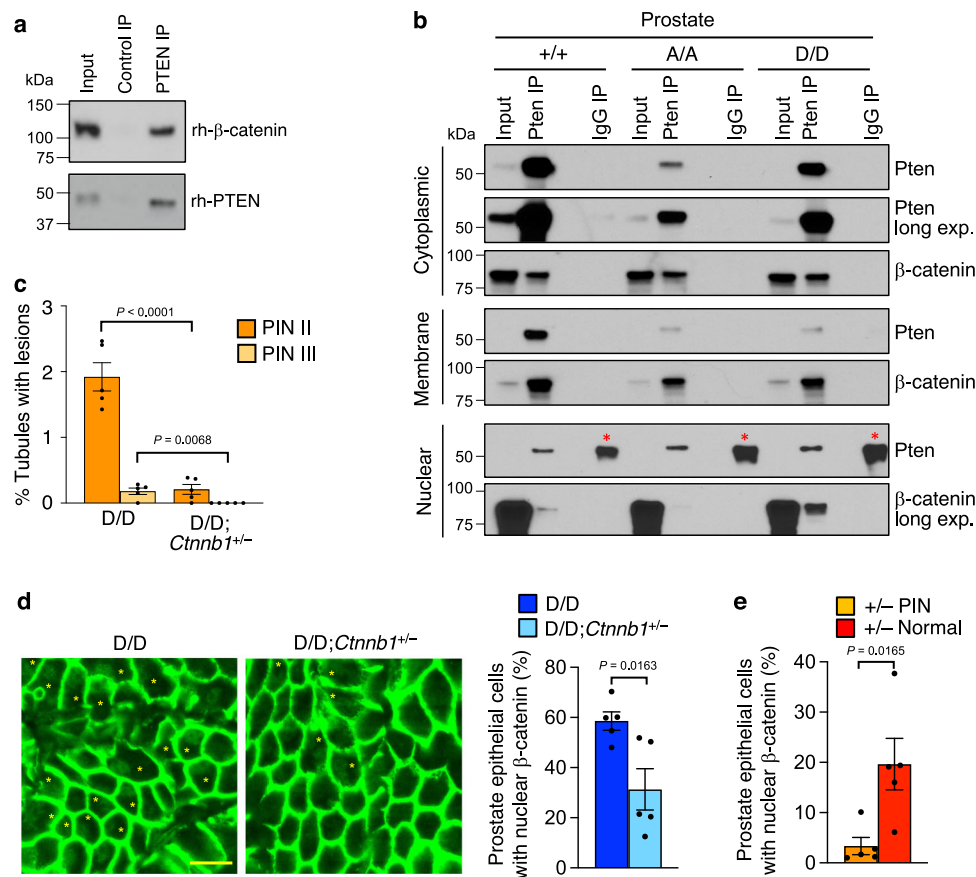 a
Input
Control IP
PTEN IP
kDa
150
100
75
rh-β-catenin
50
37
rh-PTEN
b
Prostate
+/+
A/A
D/D
Input
Pten IP
IgG IP
Input
Pten IP
IgG IP
Input
Pten IP
IgG IP
kDa
Cytoplasmic
50
Pten
50
Pten
long exp.
100
75
β-catenin
Membrane
50
Pten
100
75
β-catenin
Nuclear
50
* * *
Pten
100
75
β-catenin
long exp.
c
% Tubules with lesions
3
2
1
0
P < 0.0001
P = 0.0068
PIN II
PIN III
D/D
D/D;
Ctnnb1+/–
d
D/D
D/D;Ctnnb1+/–
D/D
D/D;Ctnnb1+/–
Prostate epithelial cells
with nuclear β-catenin (%)
80
60
40
20
0
P = 0.0163
e
+/– PIN
+/– Normal
Prostate epithelial cells
with nuclear β-catenin (%)
40
30
20
10
0
P = 0.0165